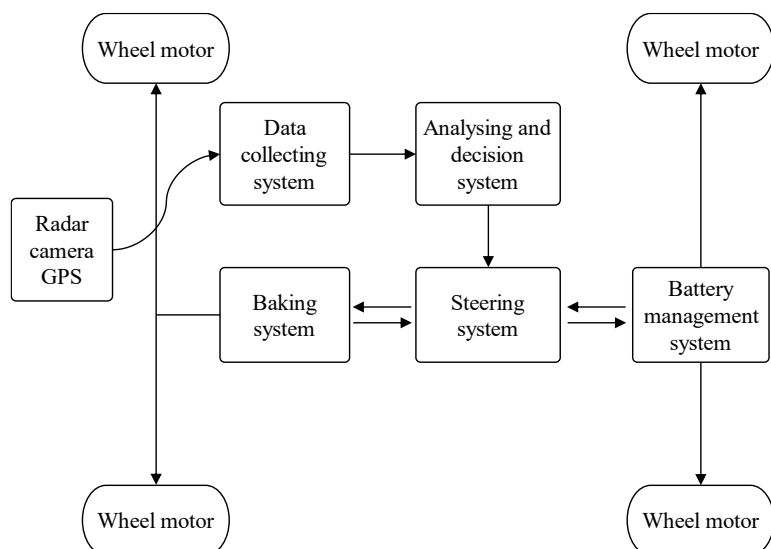 Wheel motor
Wheel motor
Data
collecting
system
Analysing and
decision
system
Radar
camera
GPS
Baking
system
Steering
system
Battery
management
system
Wheel motor
Wheel motor